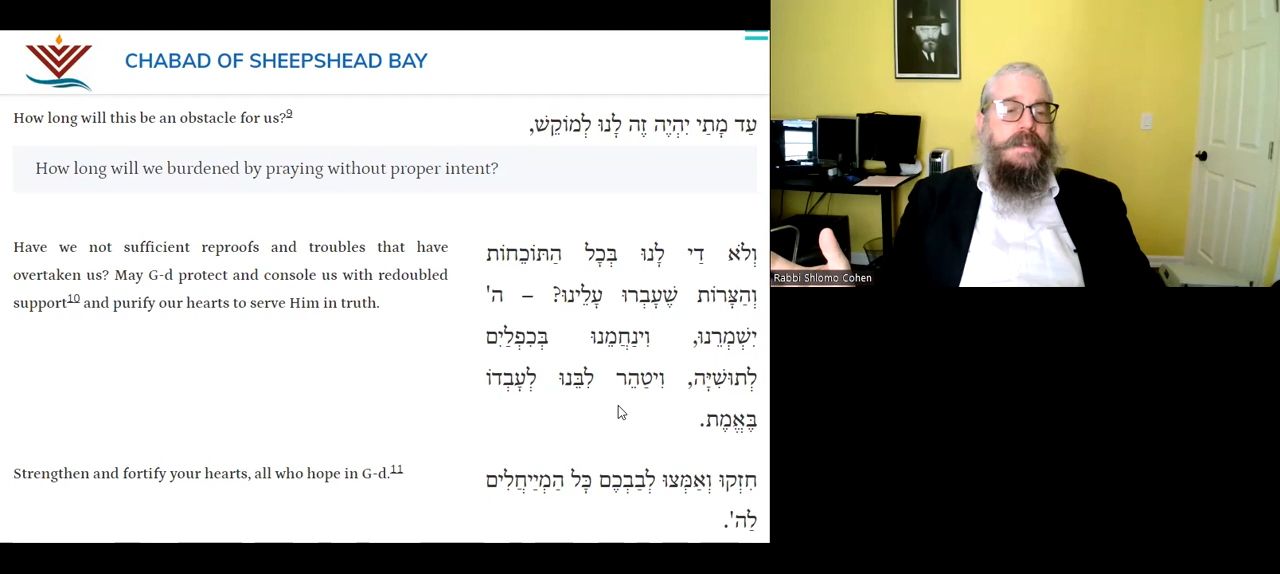 CHABAD OF SHEEPSHEAD BAY
How long will this be an obstacle for us?9
עַד מָתַי יִהְיֶה זֶה לָנוּ לְמוֹקֵשׁ,
How long will we burdened by praying without proper intent?
Have we not sufficient reproofs and troubles that have
overtaken us? May G-d protect and console us with redoubled
support10 and purify our hearts to serve Him in truth.
וְלֹא דַי לָנוּ בְּכָל הַתּוֹכֵחוֹת
וְהַצָּרוֹת שֶׁעָבְרוּ עָלֵינוּ? – ה'
יִשְׁמְרֵנוּ, וִינַחֲמֵנוּ בְּכִפְלַיִם
לְתוּשִׁיָּה, וִיטַהֵר לִבֵּנוּ לְעָבְדוֹ
בֶּאֱמֶת.
Strengthen and fortify your hearts, all who hope in G-d.11
חִזְקוּ וְאַמְּצוּ לְבַבְכֶם כָּל הַמְיַיחֲלִים
לַה'.
Rabbi Shlomo Cohen